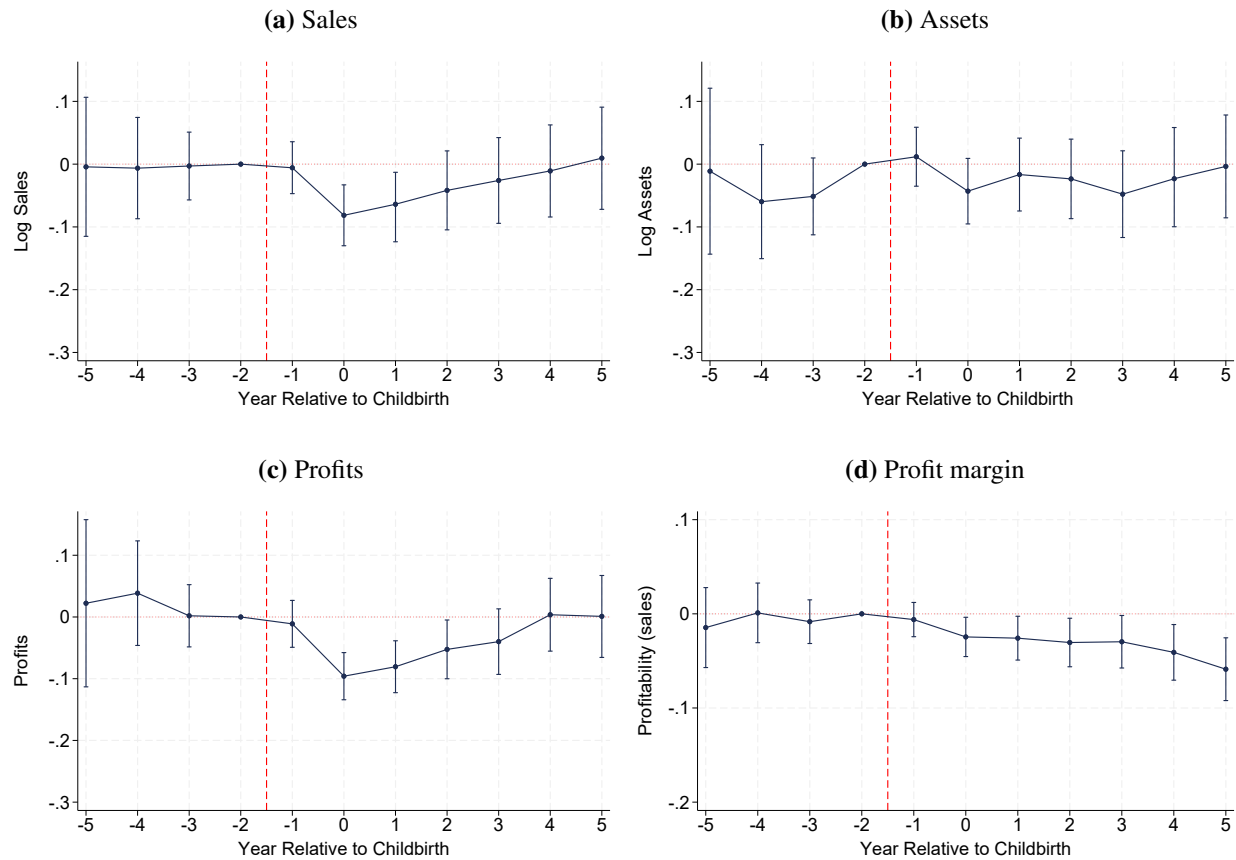 (a) Sales
.1
0
-.1
-.2
-.3
Log Sales
-5 -4 -3 -2 -1 0 1 2 3 4 5
Year Relative to Childbirth
(b) Assets
.1
0
-.1
-.2
-.3
Log Assets
-5 -4 -3 -2 -1 0 1 2 3 4 5
Year Relative to Childbirth
(c) Profits
.1
0
-.1
-.2
-.3
Profits
-5 -4 -3 -2 -1 0 1 2 3 4 5
Year Relative to Childbirth
(d) Profit margin
.1
0
-.1
-.2
Profitability (sales)
-5 -4 -3 -2 -1 0 1 2 3 4 5
Year Relative to Childbirth